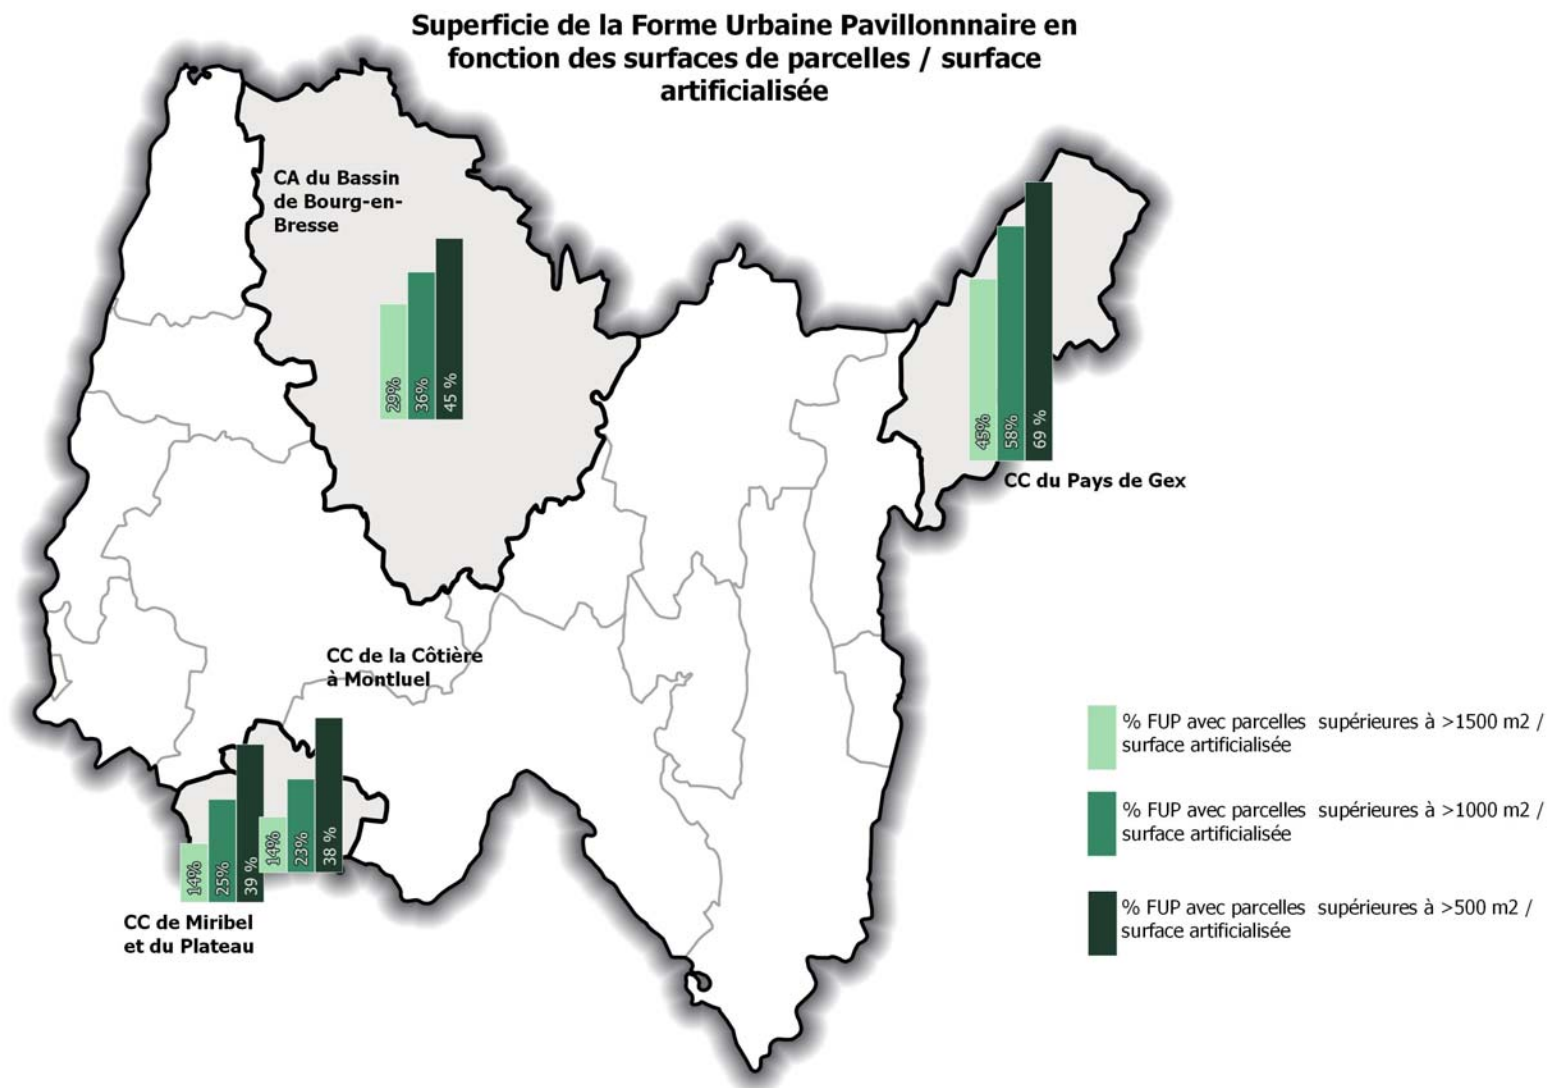 Superficie de la Forme Urbaine Pavillonnnaire en
fonction des surfaces de parcelles / surface
artificialisée
CA du Bassin
de Bourg-en-
Bresse
29%
36%
45 %
45%
58%
69 %
CC du Pays de Gex
CC de la Côtière
à Montluel
14%
23%
38 %
14%
25%
39 %
CC de Miribel
et du Plateau
% FUP avec parcelles supérieures à >1500 m2 /
surface artificialisée
% FUP avec parcelles supérieures à >1000 m2 /
surface artificialisée
% FUP avec parcelles supérieures à >500 m2 /
surface artificialisée